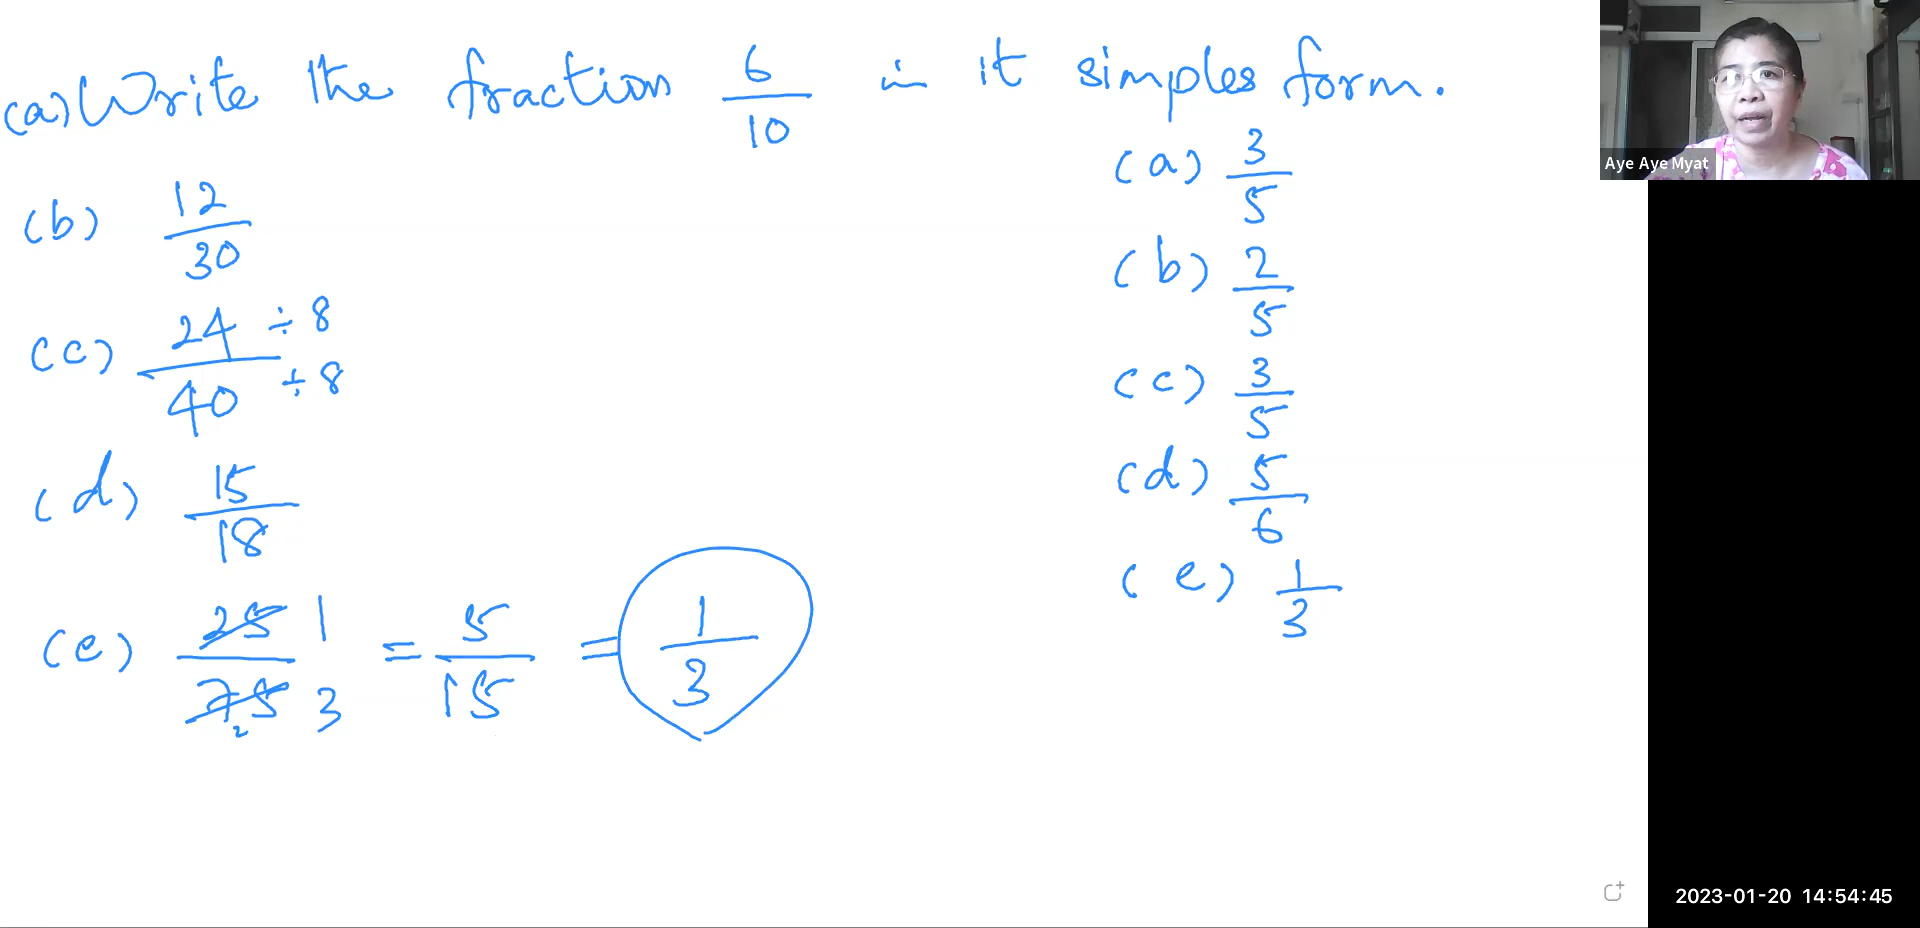 (a) Write the fraction 6/10 in it simples form.
(b) 12/30
(c) 24 ÷ 8 / 40 ÷ 8
(d) 15/18
(e) 25/75 1/3 = 5/15 = 1/3
2
(a) 3/5
(b) 2/5
(c) 3/5
(d) 5/6
(e) 1/3
Aye Aye Myat
2023-01-20 14:54:45